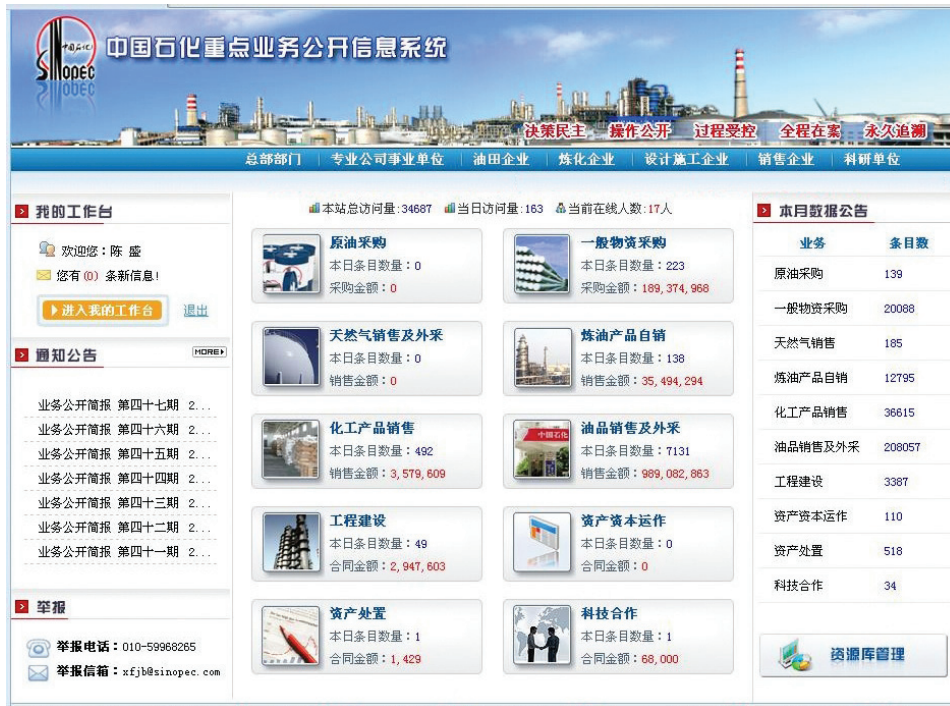 中国石化
SINOPEC
中国石化重点业务公开信息系统
决策民主 操作公开 过程受控 全程在案 永久追溯
总部部门 专业公司事业单位 油田企业 炼化企业 设计施工企业 销售企业 科研单位
我的工作台
欢迎您：陈 盛
您有(0) 条新信息!
进入我的工作台 退出
通知公告 MORE
业务公开简报 第四十七期 2...
业务公开简报 第四十六期 2...
业务公开简报 第四十五期 2...
业务公开简报 第四十四期 2...
业务公开简报 第四十三期 2...
业务公开简报 第四十二期 2...
业务公开简报 第四十一期 2...
举报
举报电话：010-59968265
举报信箱：xfjb@sinopec.com
本站总访问量:34687 当日访问量:163 当前在线人数:17人
原油采购
本日条目数量：0
采购金额：0
一般物资采购
本日条目数量：223
采购金额：189,374,968
天然气销售及外采
本日条目数量：0
销售金额：0
炼油产品自销
本日条目数量：138
销售金额：35,494,294
化工产品销售
本日条目数量：492
销售金额：3,579,609
中国石化
油品销售及外采
本日条目数量：7131
销售金额：989,082,863
工程建设
本日条目数量：49
合同金额：2,947,603
资产资本运作
本日条目数量：0
合同金额：0
资产处置
本日条目数量：1
合同金额：1,429
科技合作
本日条目数量：1
合同金额：68,000
本月数据公告
业务 条目数
原油采购 139
一般物资采购 20088
天然气销售 185
炼油产品自销 12795
化工产品销售 36615
油品销售及外采 208057
工程建设 3387
资产资本运作 110
资产处置 518
科技合作 34
资源库管理